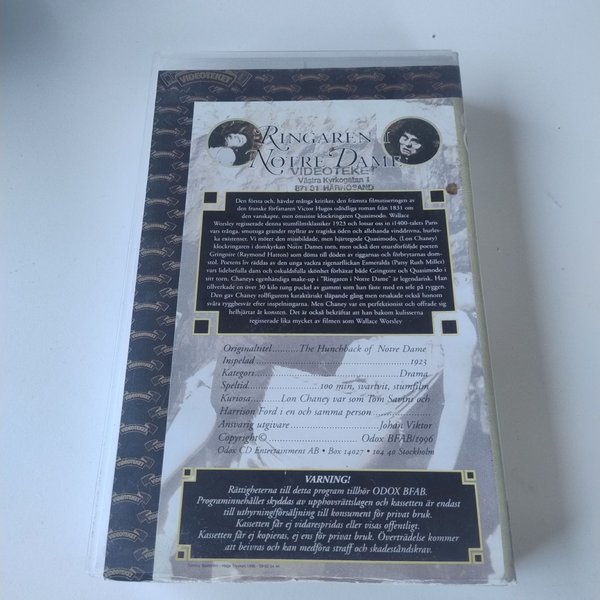 VIDEOTEKET
RINGAREN I
NOTRE DAME
VIDEOTEKET
Västra Kyrkogatan 1
871 31 HÄRNÖSAND
Den första och, hävdar många kritiker, den främsta filmatiseringen av
den franske författaren Victor Hugos odödliga roman från 1831 om
den vanskapte, men ömsinte klockringaren Quasimodo. Wallace
Worsley regisserade denna stumfilmsklassiker 1923 och lotsar oss in i 1400-talets Paris
vars trånga, smutsiga gränder myllrar av tragiska öden och allehanda vinddrivna, burles-
ka existenser. Vi möter den missbildade, men hjärtegode Quasimodo, (Lon Chaney)
klockringaren i domkyrkan Notre Dames torn, men också den otursförföljde poeten
Gringoire (Raymond Hatton) som döms till döden av tiggarnas och förbrytarnas dom-
stol. Poetens liv räddas av den unga vackra zigenarflickan Esmeralda (Patsy Ruth Miller)
vars lidelsefulla dans och oskuldsfulla skönhet förhäxar både Gringoire och Quasimodo i
sitt torn. Chaneys egenhändiga make-up i "Ringaren i Notre Dame" är legendarisk. Han
tillverkade en över 30 kilo tung puckel av gummi som han fäste med en sele på ryggen.
Den gav Chaney rollfigurens karaktäristiska släpande gång men orsakade också honom
svåra ryggbesvär efter inspelningarna. Men Chaney var en perfektionist och offrade sig
helhjärtat åt konsten. Det är också bekräftat att han bakom kulisserna
regisserade lika mycket av filmen som Wallace Worsley
Originaltitel..........The Hunchback of Notre Dame
Inspelad..........1923
Kategori..........Drama
Speltid..........100 min, svartvit, stumfilm
Kuriosa.......Lon Chaney var som Tom Savini och
Harrison Ford i en och samma person ..........
Ansvarig utgivare..........Johan Viktor
Copyright©..........Odox BFAB/1996
Odox CD Entertainment AB • Box 14027 • 104 40 Stockholm
VARNING!
Rättigheterna till detta program tillhör ODOX BFAB.
Programinnehållet skyddas av upphovrättslagen och kassetten är endast
till uthyrning/försäljning till konsument för privat bruk.
Kassetten får ej vidarespridas eller visas offentligt.
Kassetten får ej kopieras, ej ens för privat bruk. Överträdelse kommer
att beivras och kan medföra straff och skadeståndskrav.